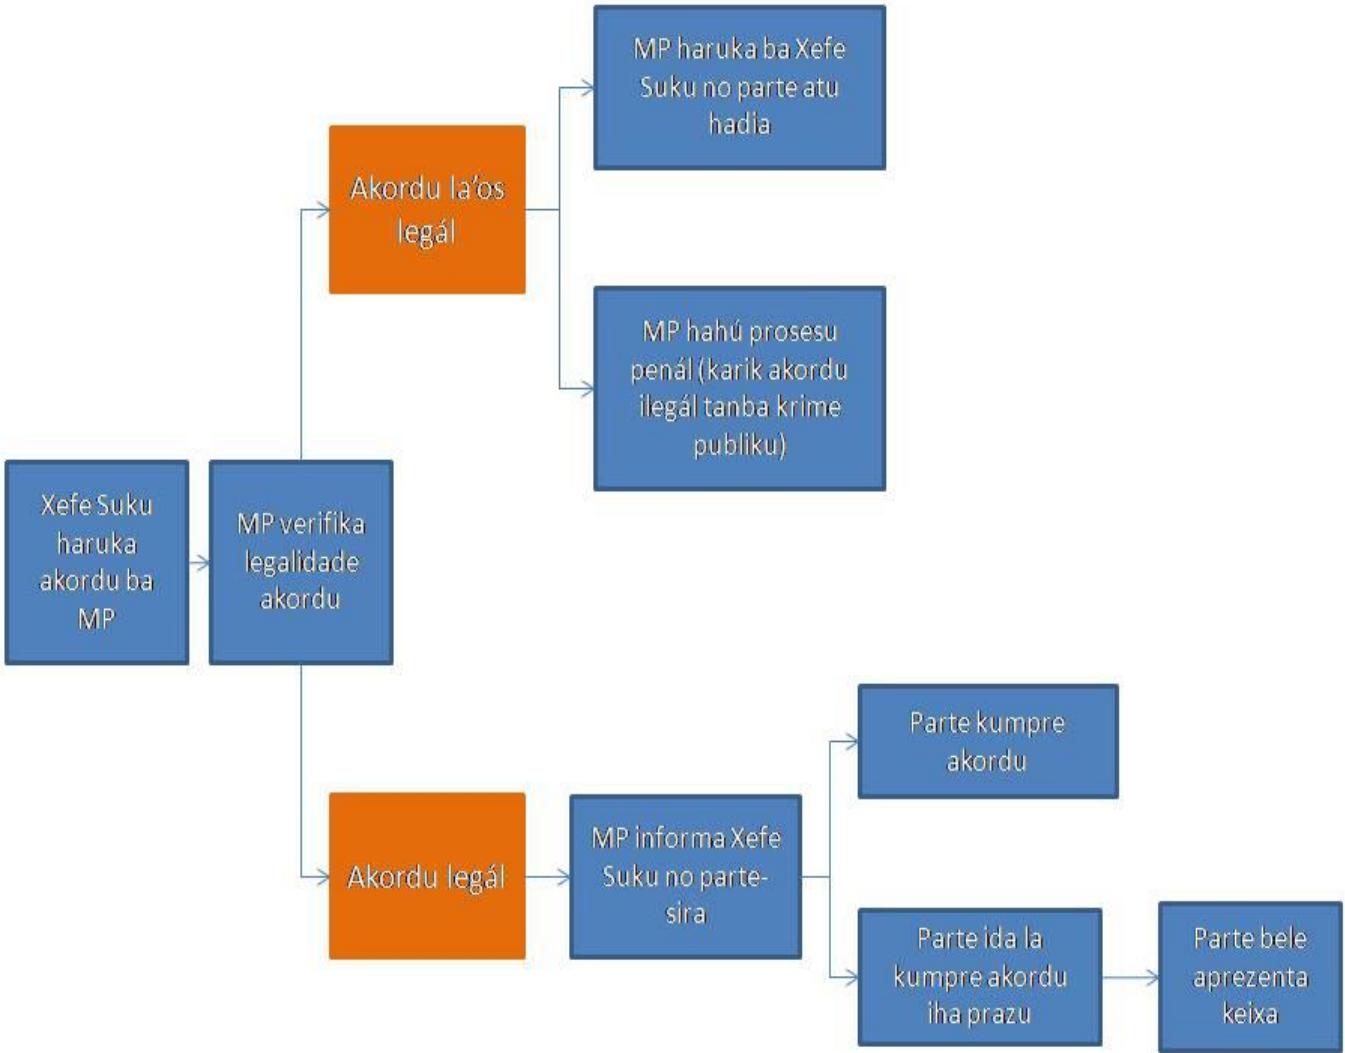 MP haruka ba Xefe
Suku no parte atu
hadia
Akordu la'os
legál
MP hahú prosesu
penál (karik akordu
ilegál tanba krime
publiku)
Xefe Suku
haruka
akordu ba
MP
MP verifika
legalidade
akordu
Parte kumpre
akordu
Akordu legál
MP informa Xefe
Suku no parte-
sira
Parte ida la
kumpre akordu
iha prazu
Parte bele
aprezenta
keixa